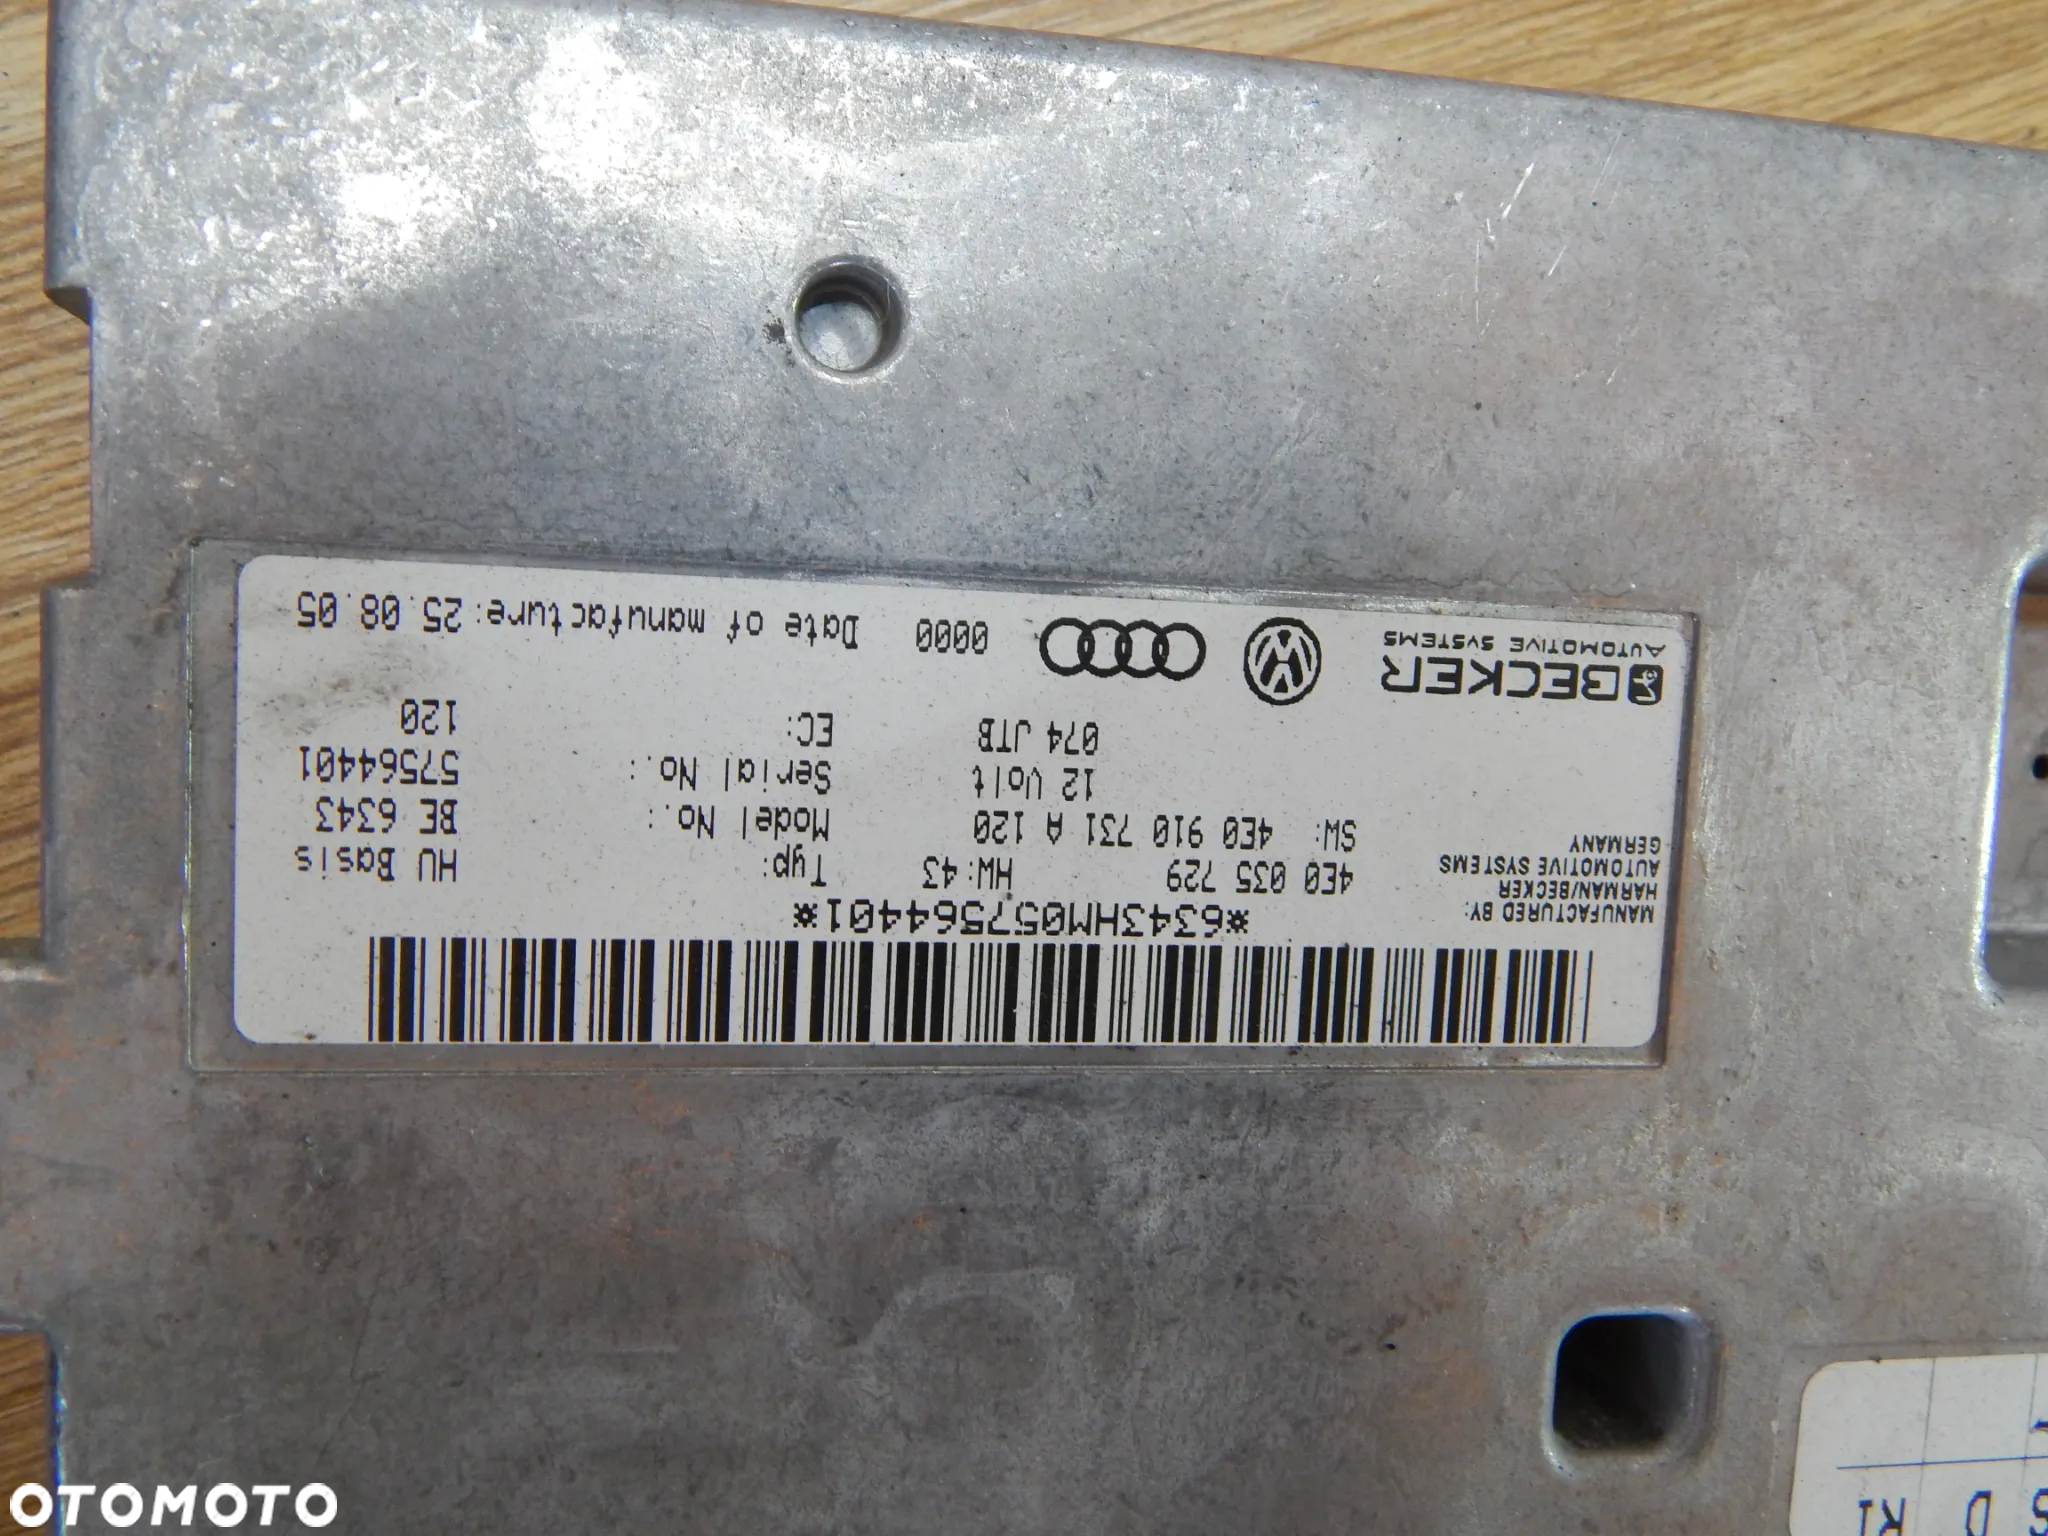 *6343HM057564401*
MANUFACTURED BY:
HARMAN/BECKER
AUTOMOTIVE SYSTEMS
GERMANY
4E0 035 729 HW:43 Typ: HU Basis
SW: 4E0 910 731 A 120 Model No.: BE 6343
12 Volt Serial No.: 57564401
074 JTB EC: 120
BECKER
AUTOMOTIVE SYSTEMS
0000 Date of manufacture: 25.08.05
S D RI
OTOMOTO